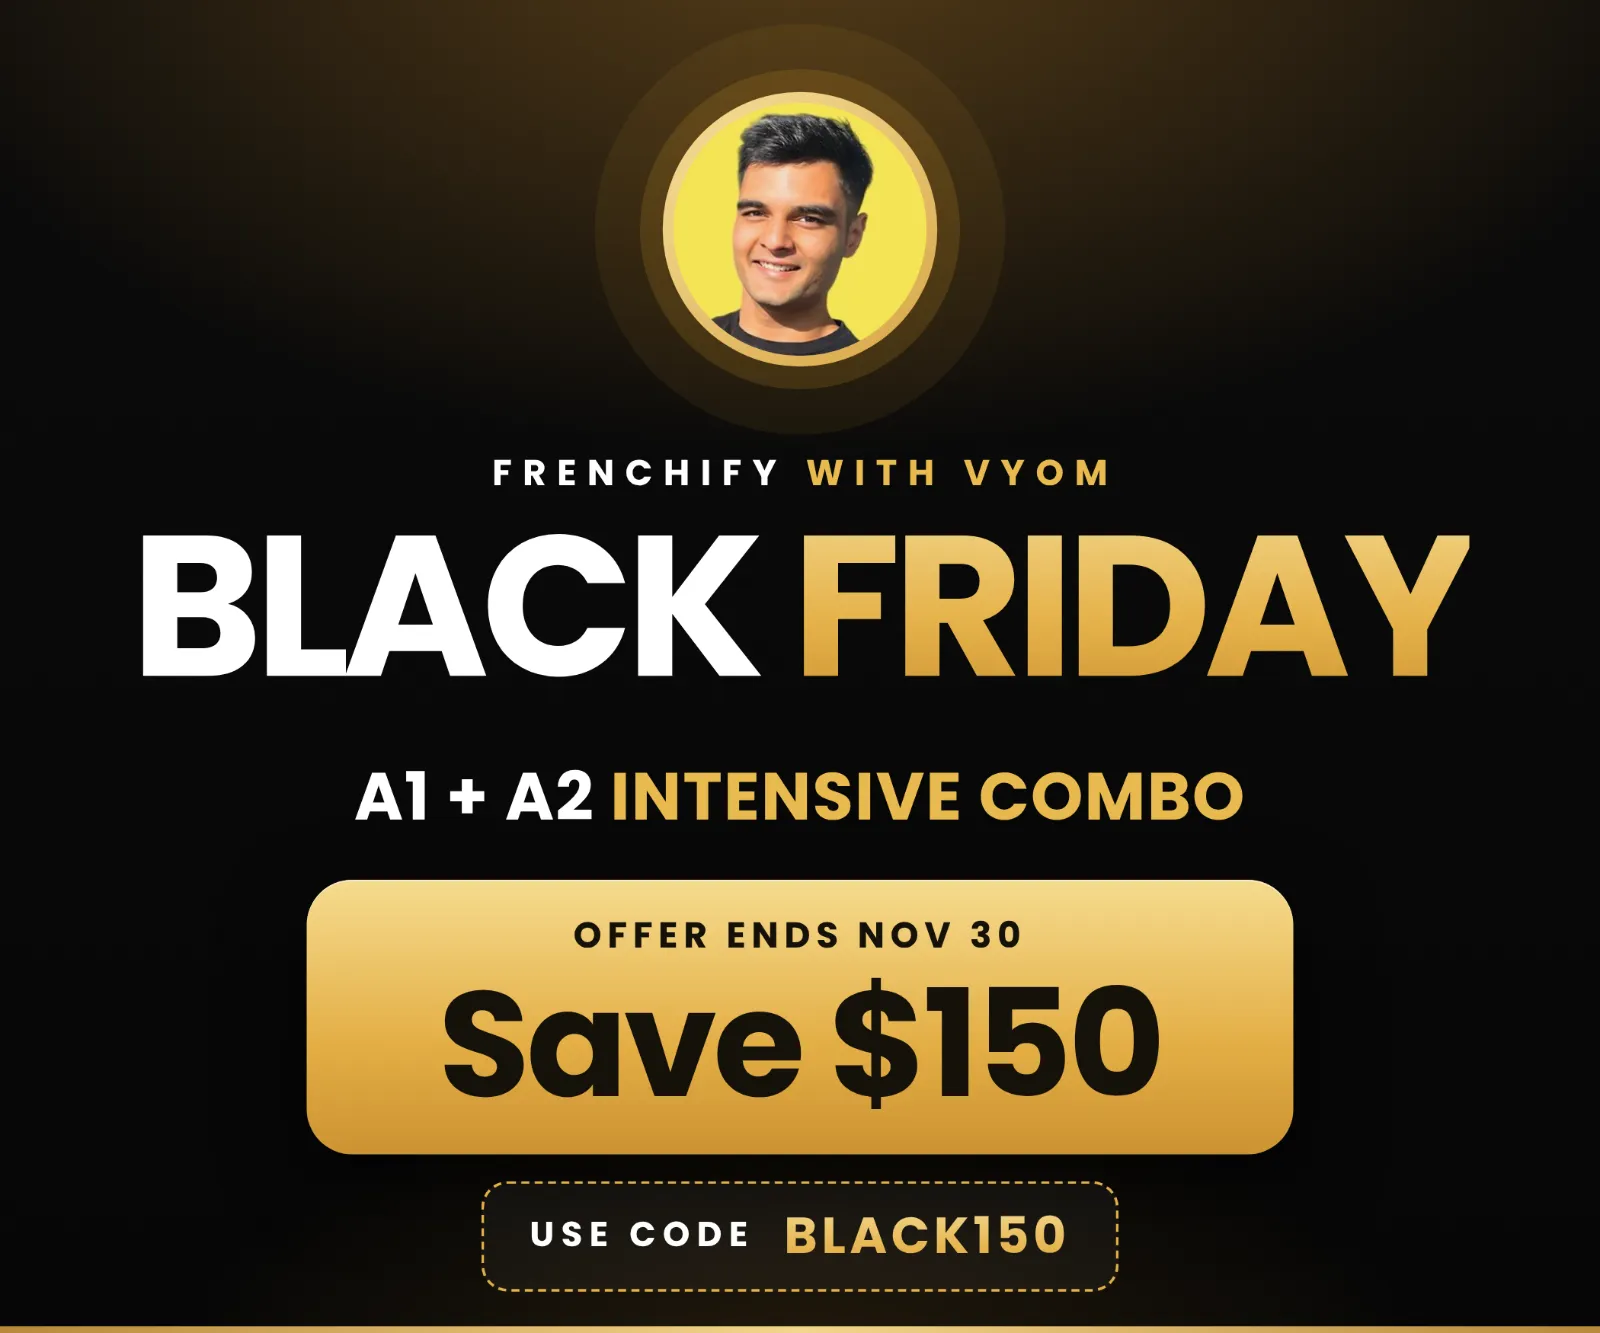 FRENCHIFY WITH VYOM
BLACK FRIDAY
A1 + A2 INTENSIVE COMBO
OFFER ENDS NOV 30
Save $150
USE CODE BLACK150